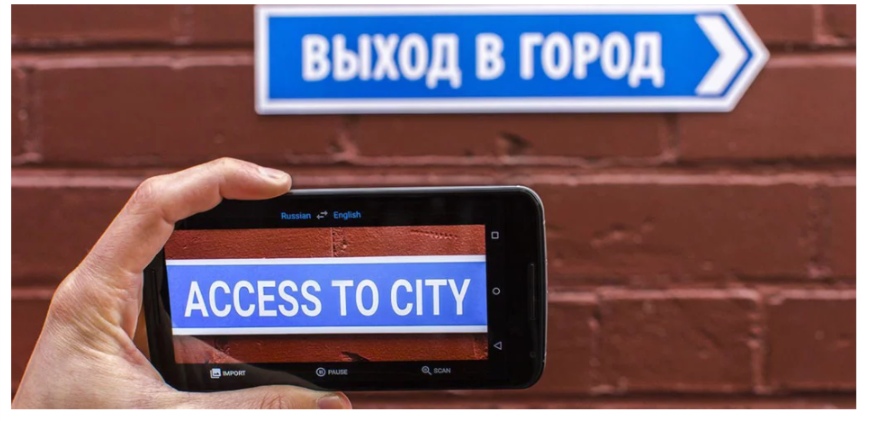 ВЫХОД В ГОРОД
Russian English
ACCESS TO CITY
IMPORT PAUSE SCAN